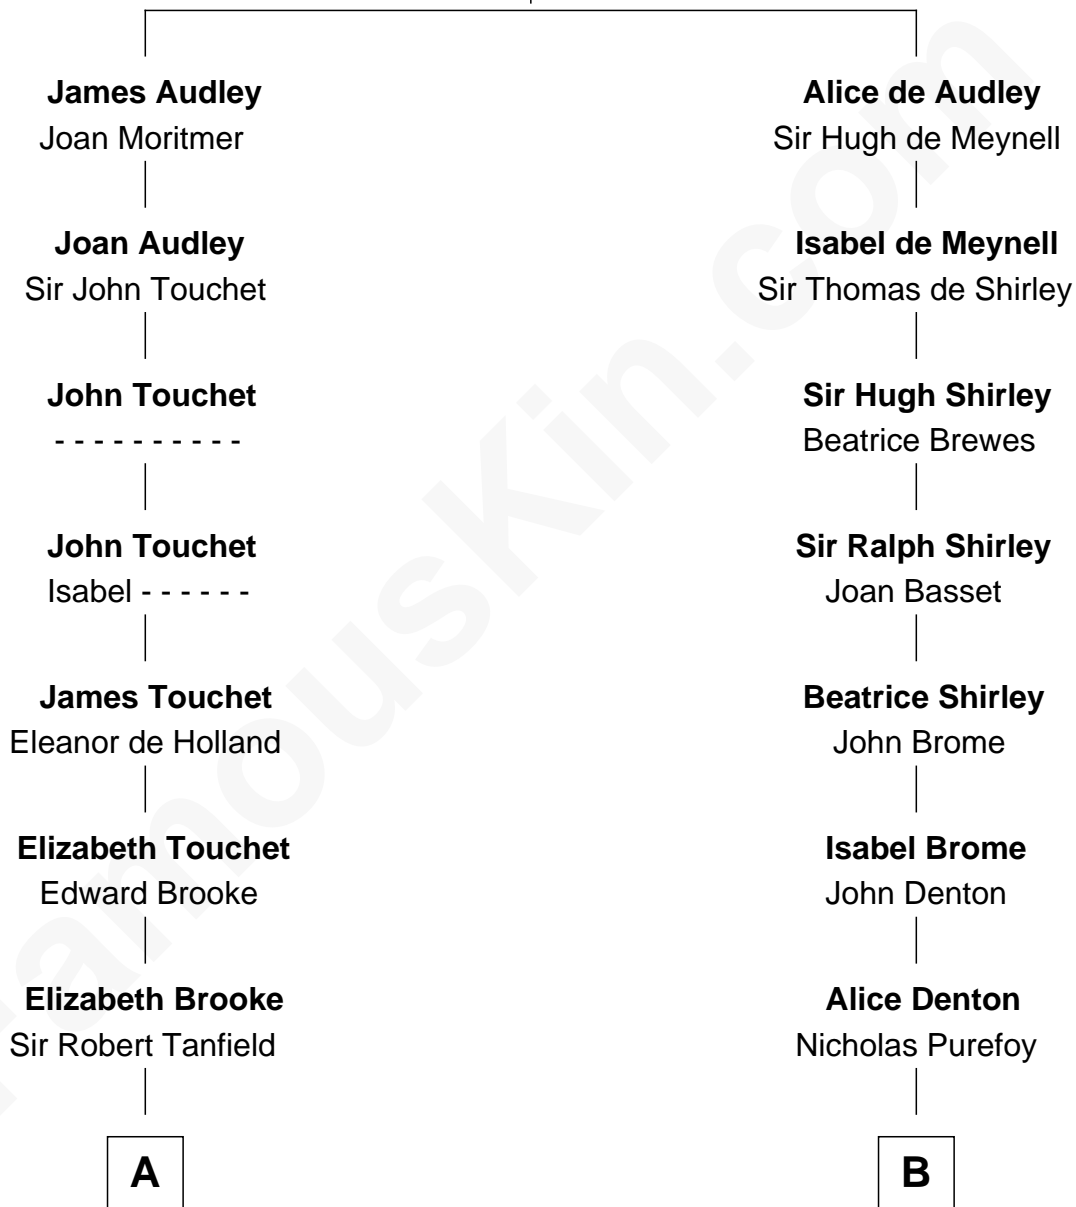 James Audley
Joan Moritmer
Joan Audley
Sir John Touchet
John Touchet
- - - - - - - - - -
John Touchet
Isabel - - - - - -
James Touchet
Eleanor de Holland
Elizabeth Touchet
Edward Brooke
Elizabeth Brooke
Sir Robert Tanfield
A
Alice de Audley
Sir Hugh de Meynell
Isabel de Meynell
Sir Thomas de Shirley
Sir Hugh Shirley
Beatrice Brewes
Sir Ralph Shirley
Joan Basset
Beatrice Shirley
John Brome
Isabel Brome
John Denton
Alice Denton
Nicholas Purefoy
B
FamousKin.com